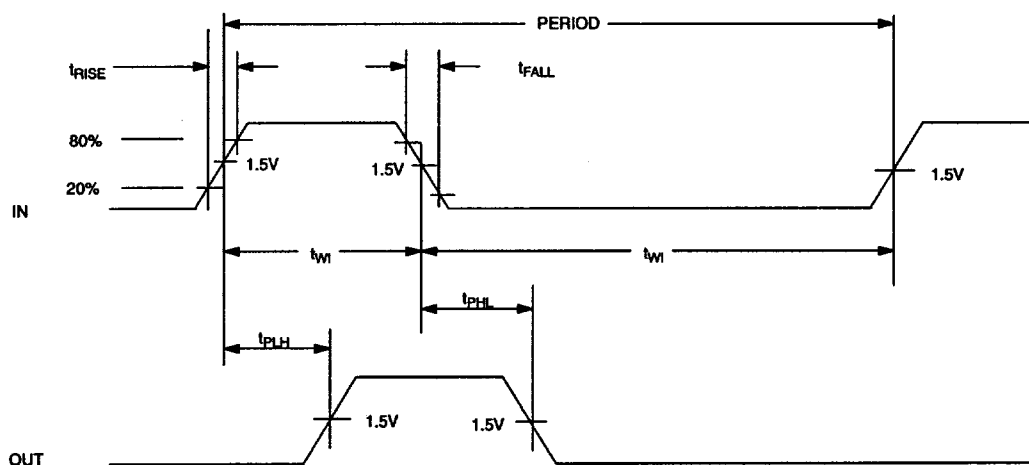 PERIOD
tRISE
tFALL
80%
1.5V
1.5V
20%
1.5V
IN
tWI
tWI
tPHL
tPLH
1.5V
1.5V
OUT